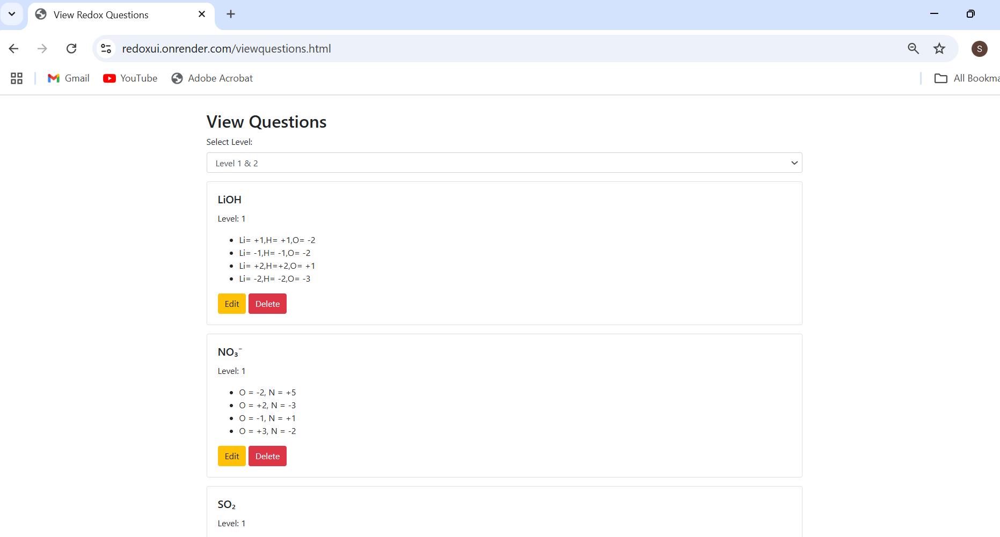 View Redox Questions
redoxui.onrender.com/viewquestions.html
S
Gmail YouTube Adobe Acrobat All Bookma
View Questions
Select Level:
Level 1 & 2
LiOH
Level: 1
• Li= +1,H= +1,O= -2
• Li= -1,H= -1,O= -2
• Li= +2,H=+2,O= +1
• Li= -2,H= -2,O= -3
Edit Delete
NO₃⁻
Level: 1
• O = -2, N = +5
• O = +2, N = -3
• O = -1, N = +1
• O = +3, N = -2
Edit Delete
SO₂
Level: 1